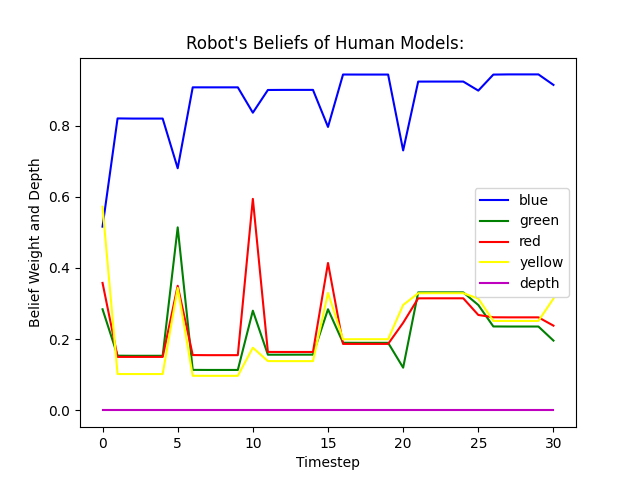 Robot's Beliefs of Human Models:
Belief Weight and Depth
0.8
0.6
0.4
0.2
0.0
blue
green
red
yellow
depth
0 5 10 15 20 25 30
Timestep